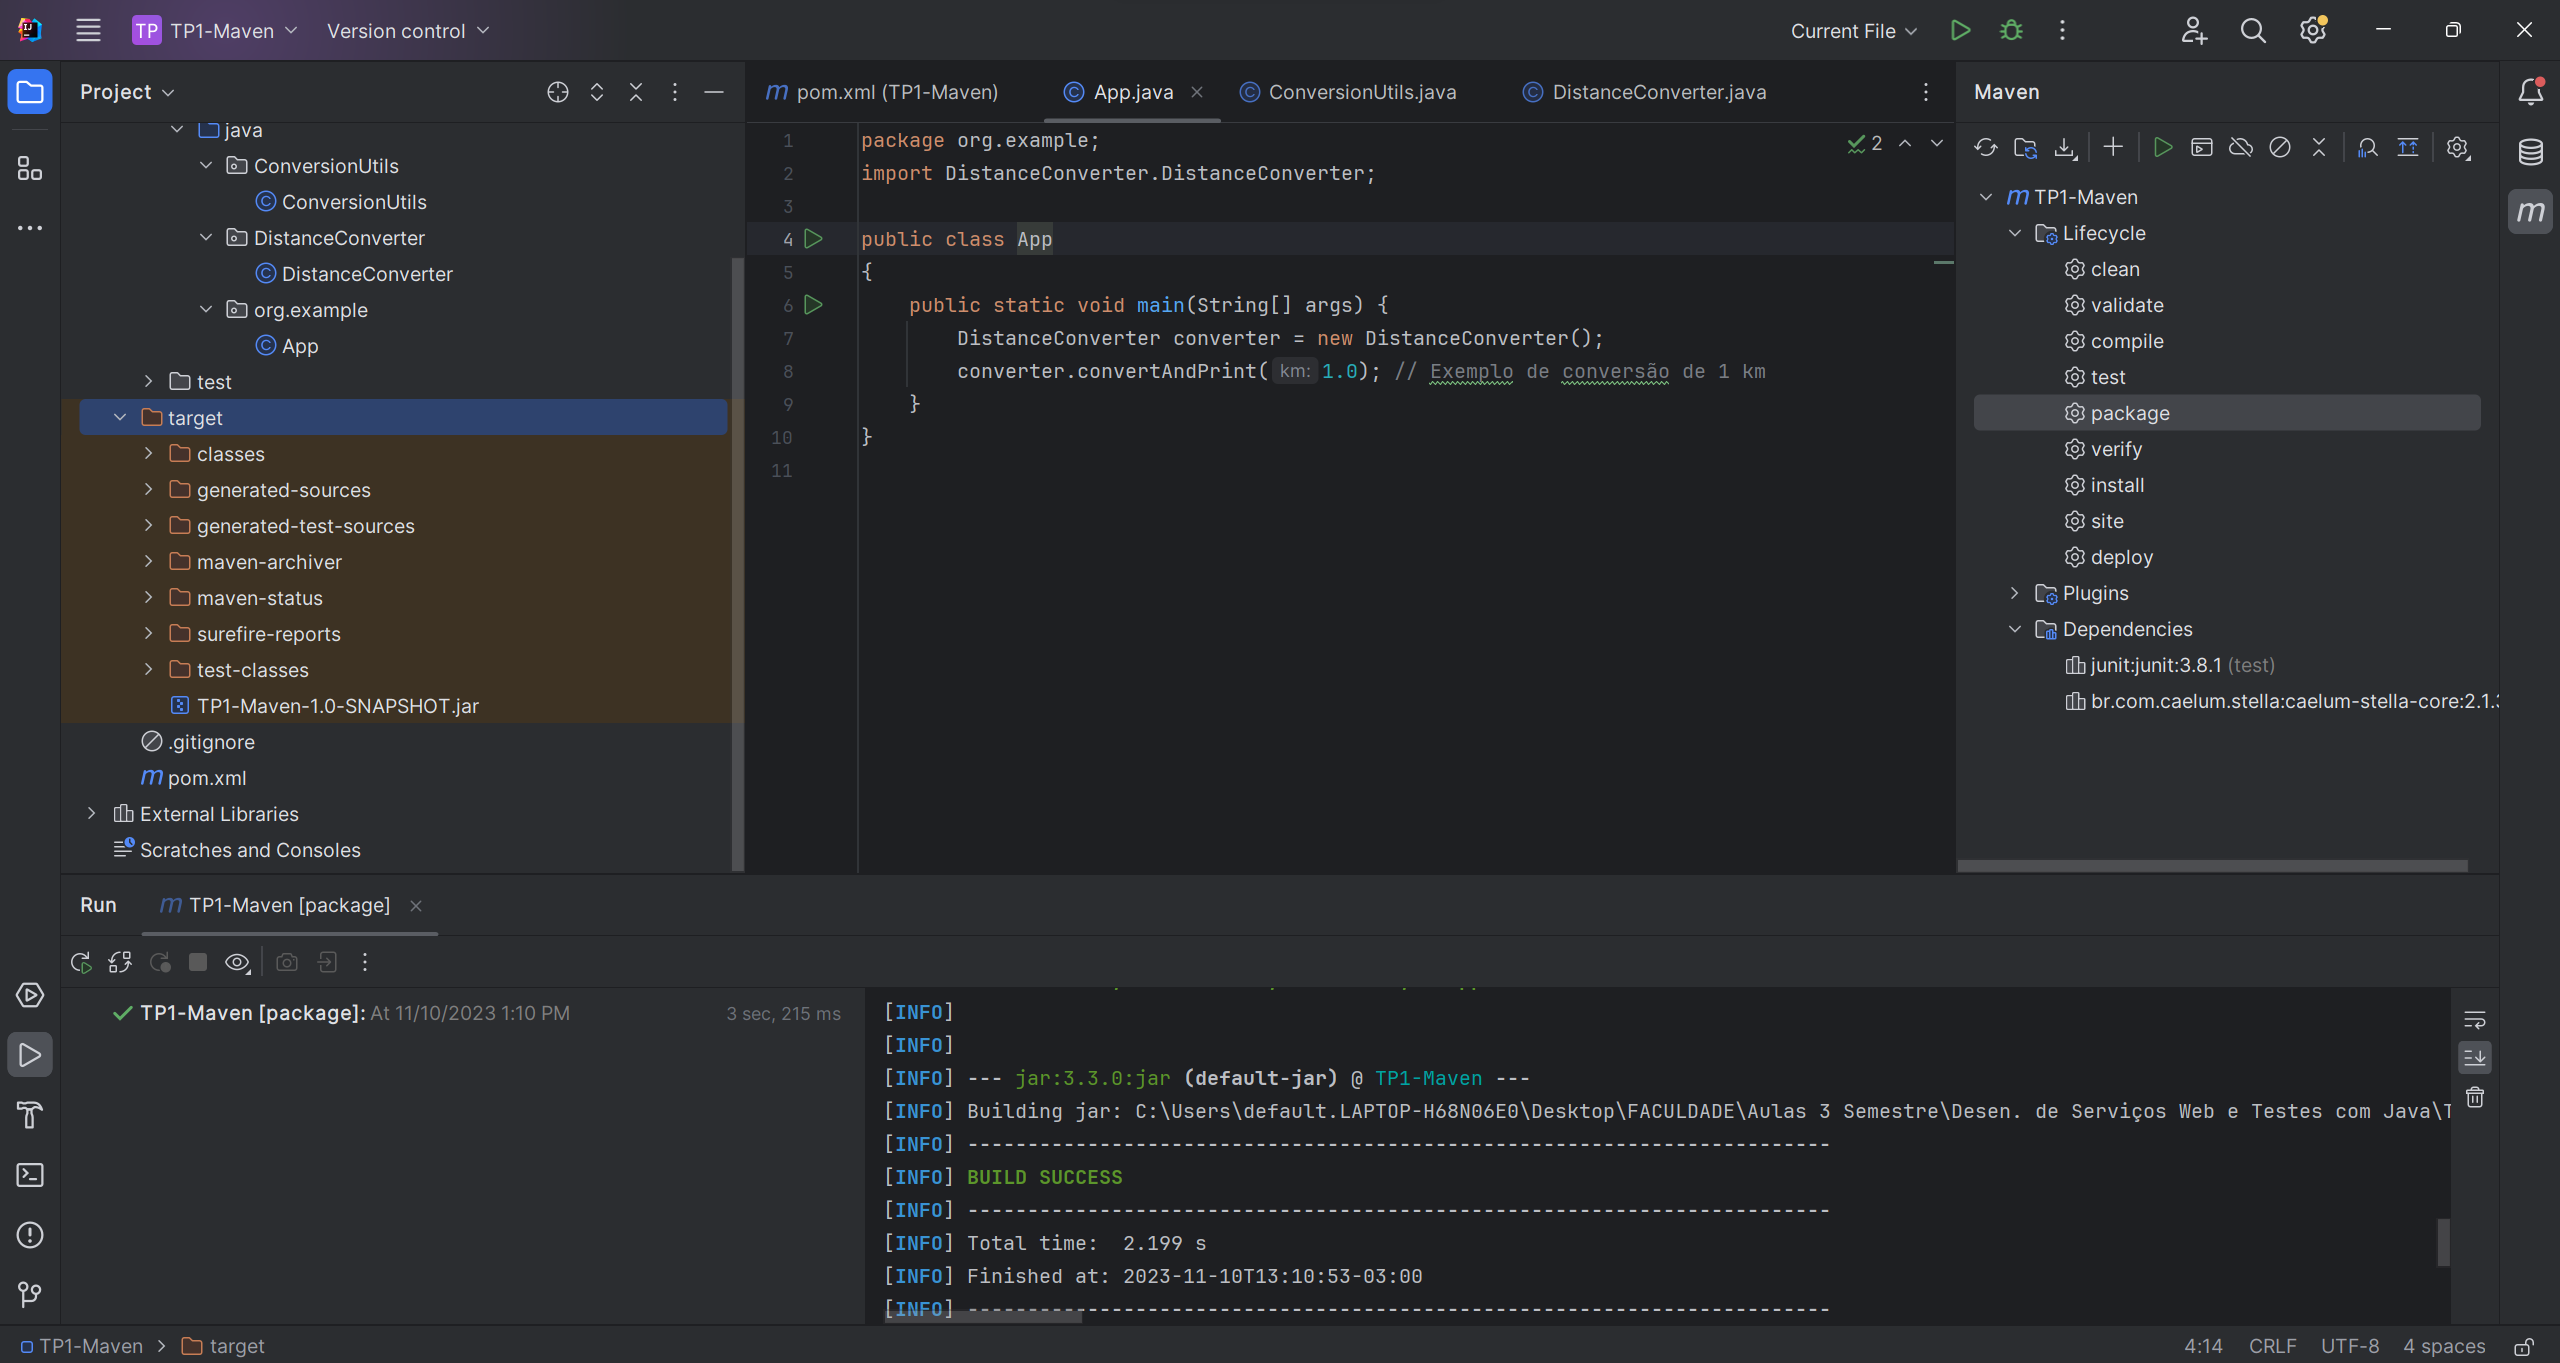 TP TP1-Maven Version control Current File
Project
java
ConversionUtils
ConversionUtils
DistanceConverter
DistanceConverter
org.example
App
test
target
classes
generated-sources
generated-test-sources
maven-archiver
maven-status
surefire-reports
test-classes
TP1-Maven-1.0-SNAPSHOT.jar
.gitignore
pom.xml
External Libraries
Scratches and Consoles
pom.xml (TP1-Maven) App.java ConversionUtils.java DistanceConverter.java
2
1 package org.example;
2 import DistanceConverter.DistanceConverter;
3
4 public class App
5 {
6 public static void main(String[] args) {
7 DistanceConverter converter = new DistanceConverter();
8 converter.convertAndPrint( km: 1.0); // Exemplo de conversão de 1 km
9 }
10 }
11
Maven
TP1-Maven
Lifecycle
clean
validate
compile
test
package
verify
install
site
deploy
Plugins
Dependencies
junit:junit:3.8.1 (test)
br.com.caelum.stella:caelum-stella-core:2.1.
Run TP1-Maven [package]
TP1-Maven [package]: At 11/10/2023 1:10 PM 3 sec, 215 ms
[INFO]
[INFO]
[INFO] --- jar:3.3.0:jar (default-jar) @ TP1-Maven ---
[INFO] Building jar: C:\Users\default.LAPTOP-H68N06E0\Desktop\FACULDADE\Aulas 3 Semestre\Desen. de Serviços Web e Testes com Java\T
[INFO] ------------------------------------------------------------------------
[INFO] BUILD SUCCESS
[INFO] ------------------------------------------------------------------------
[INFO] Total time:  2.199 s
[INFO] Finished at: 2023-11-10T13:10:53-03:00
[INFO] ------------------------------------------------------------------------
TP1-Maven > target
4:14 CRLF UTF-8 4 spaces